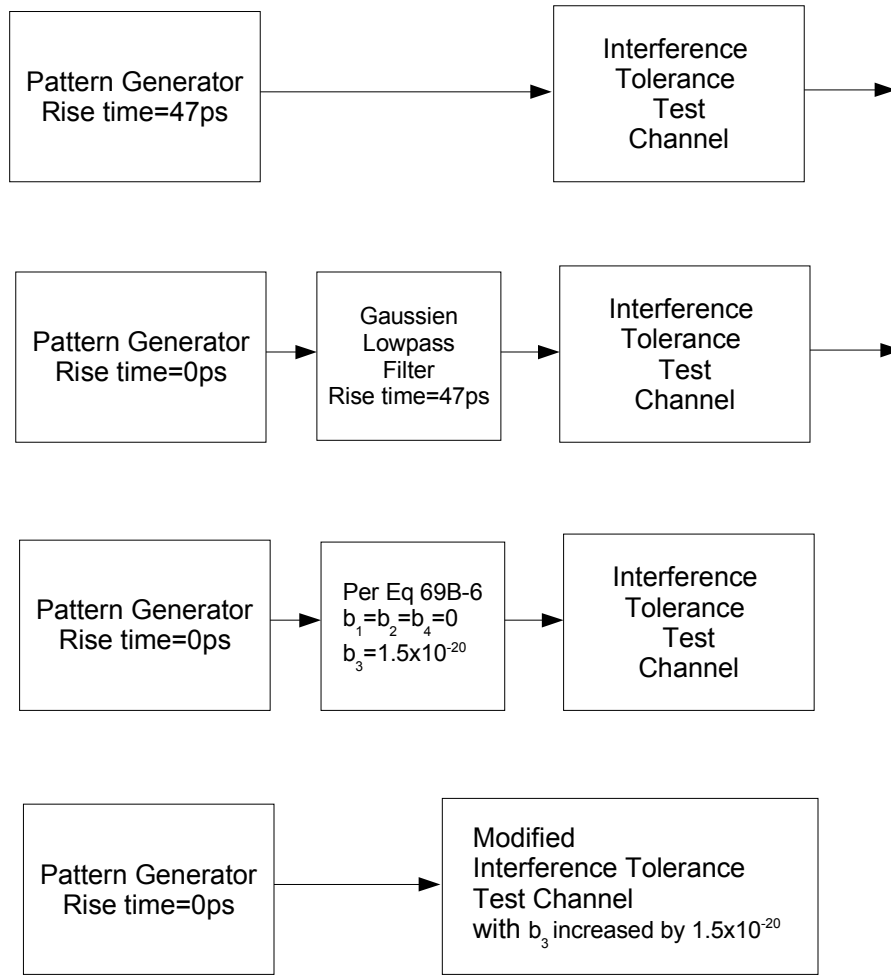 Pattern Generator
Rise time=47ps
Interference
Tolerance
Test
Channel
Pattern Generator
Rise time=0ps
Gaussien
Lowpass
Filter
Rise time=47ps
Interference
Tolerance
Test
Channel
Pattern Generator
Rise time=0ps
Per Eq 69B-6
b₁=b₂=b₄=0
b₃=1.5x10⁻²⁰
Interference
Tolerance
Test
Channel
Pattern Generator
Rise time=0ps
Modified
Interference Tolerance
Test Channel
with b₃ increased by 1.5x10⁻²⁰